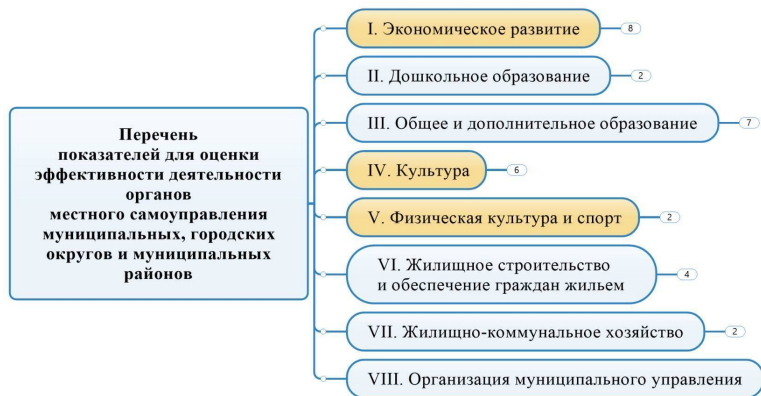 Перечень
показателей для оценки
эффективности деятельности
органов
местного самоуправления
муниципальных, городских
округов и муниципальных
районов
I. Экономическое развитие
8
II. Дошкольное образование
2
III. Общее и дополнительное образование
7
IV. Культура
6
V. Физическая культура и спорт
2
VI. Жилищное строительство
и обеспечение граждан жильем
4
VII. Жилищно-коммунальное хозяйство
2
VIII. Организация муниципального управления